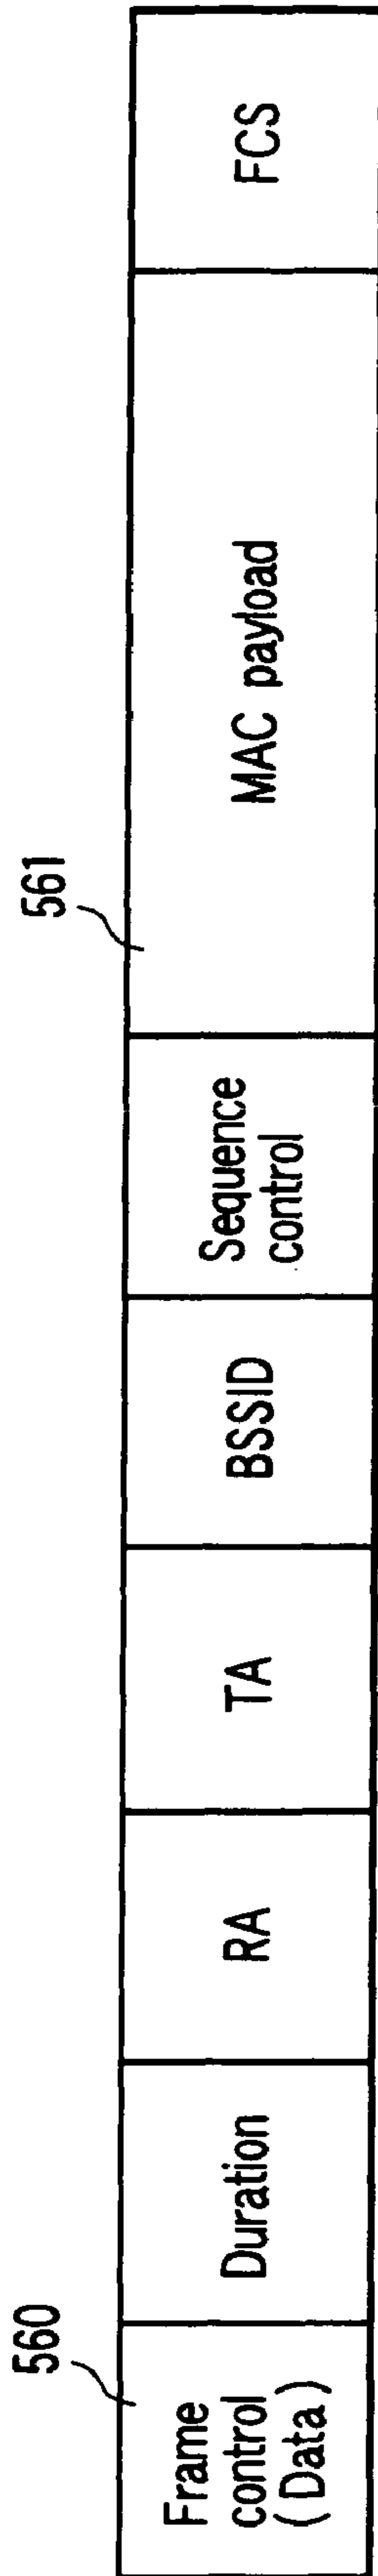 560
561
Frame
control
(Data)
Duration
RA
TA
BSSID
Sequence
control
MAC payload
FCS